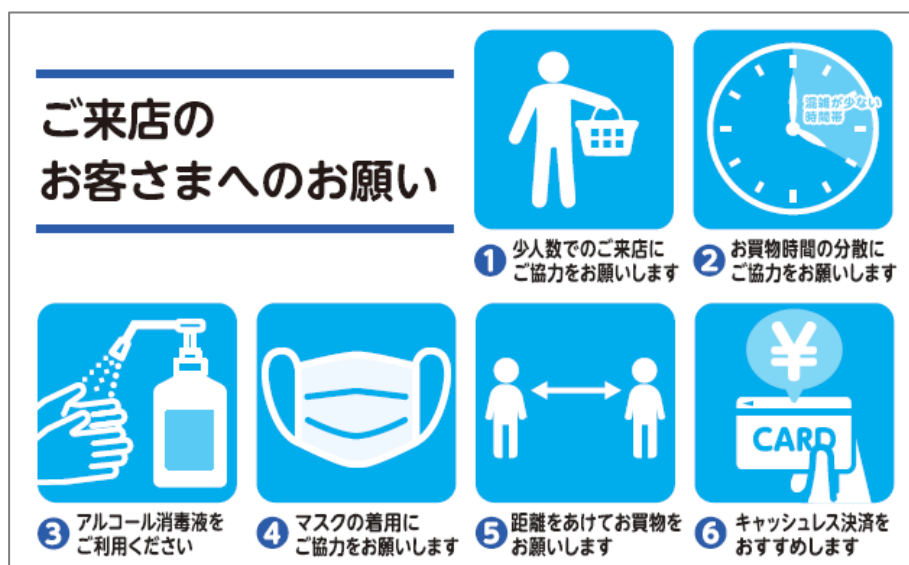 ご来店の
お客さまへのお願い
❶ 少人数でのご来店に
ご協力をお願いします
混雑が少ない
時間帯
❷ お買物時間の分散に
ご協力をお願いします
❸ アルコール消毒液を
ご利用ください
❹ マスクの着用に
ご協力をお願いします
❺ 距離をあけてお買物を
お願いします
¥
CARD
❻ キャッシュレス決済を
おすすめします